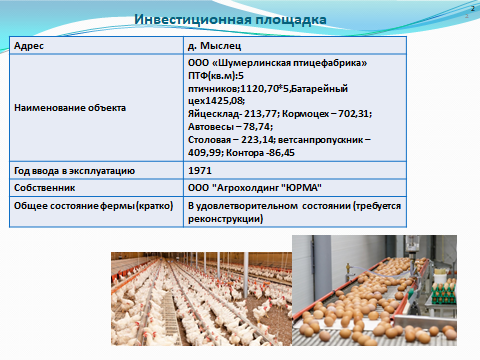 2
Инвестиционная площадка
Адрес
д. Мыслец
Наименование объекта
ООО «Шумерлинская птицефабрика»
ПТФ(кв.м):5
птичников;1120,70*5,Батарейный
цех1425,08;
Яйцесклад- 213,77; Кормоцех – 702,31;
Автовесы – 78,74;
Столовая – 223,14; ветсанпропускник –
409,99; Контора -86,45
Год ввода в эксплуатацию
1971
Собственник
ООО "Агрохолдинг "ЮРМА"
Общее состояние фермы(кратко)
В удовлетворительном состоянии (требуется
реконструкции)